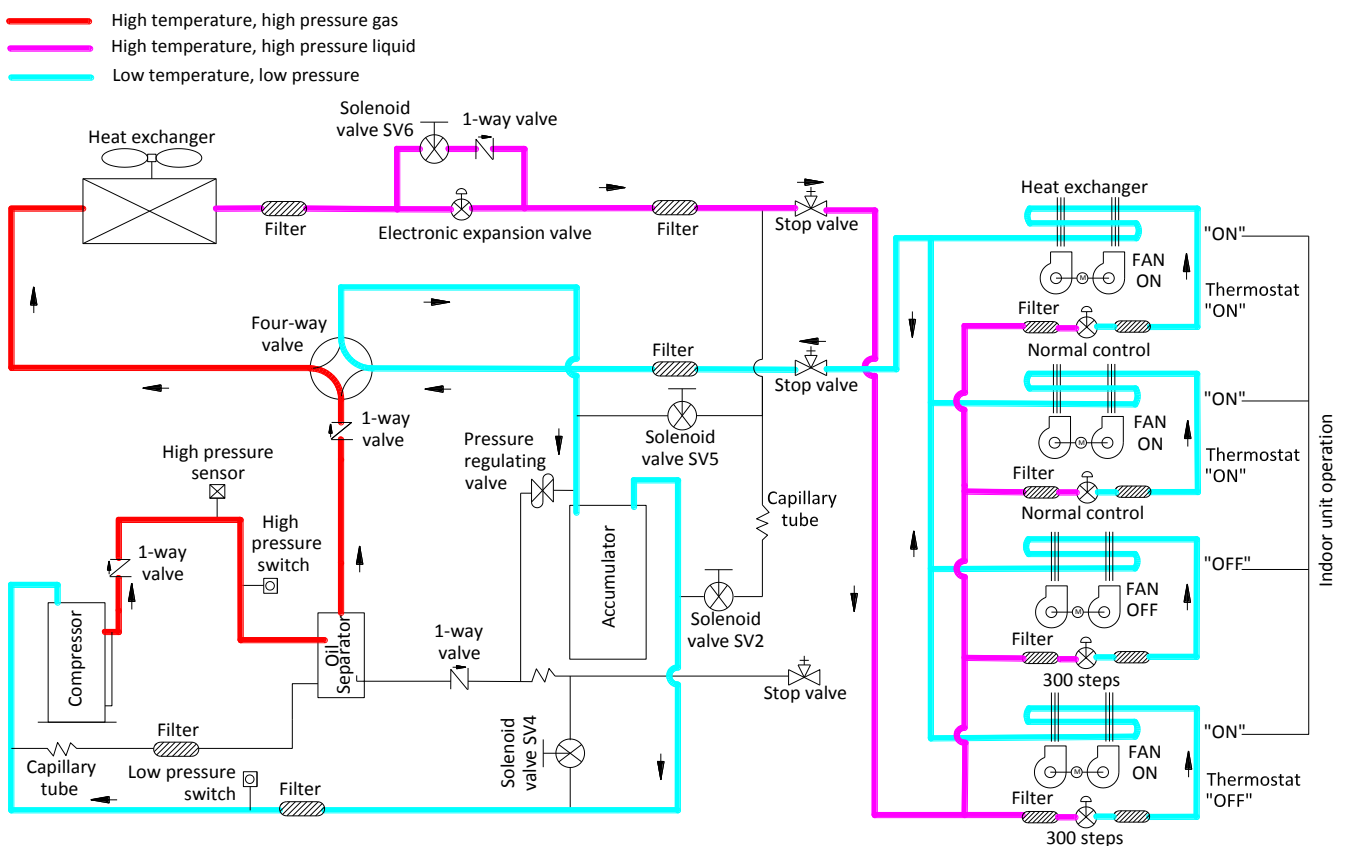 High temperature, high pressure gas
High temperature, high pressure liquid
Low temperature, low pressure
Solenoid
valve SV6
1-way valve
Heat exchanger
Filter
Electronic expansion valve
Filter
Stop valve
Heat exchanger
"ON"
FAN
ON
Thermostat
"ON"
Filter
Normal control
Four-way
valve
Filter
Stop valve
1-way
valve
Solenoid
valve SV5
Pressure
regulating
valve
"ON"
FAN
ON
Thermostat
"ON"
Filter
Normal control
High pressure
sensor
High
pressure
switch
1-way
valve
Capillary
tube
Accumulator
Compressor
Oil
Separator
1-way
valve
Solenoid
valve SV2
Stop valve
"OFF"
FAN
OFF
Filter
300 steps
Indoor unit operation
Filter
Capillary
tube
Low pressure
switch
Filter
Solenoid
valve SV4
"ON"
FAN
ON
Thermostat
"OFF"
Filter
300 steps
M
M
M
M